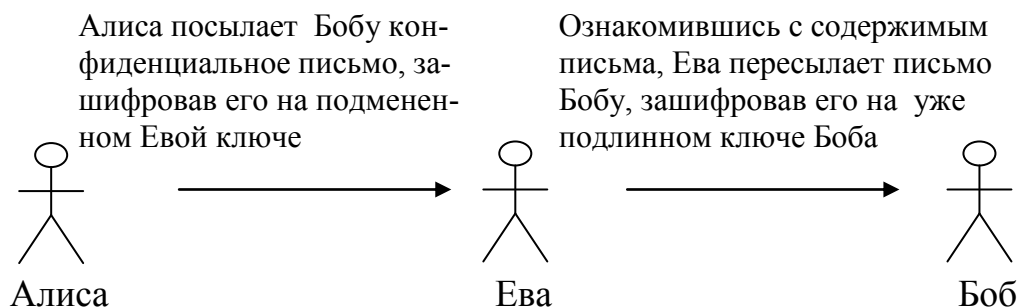 Алиса посылает Бобу кон-
фиденциальное письмо, за-
шифровав его на подменен-
ном Евой ключе
Ознакомившись с содержимым
письма, Ева пересылает письмо
Бобу, зашифровав его на уже
подлинном ключе Боба
Алиса
Ева
Боб